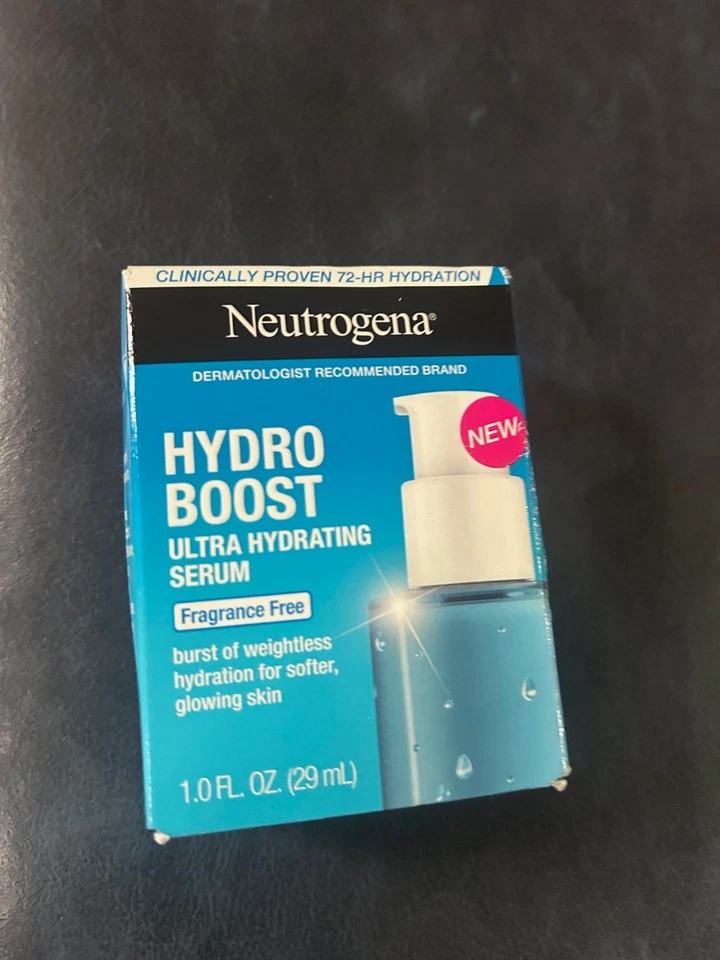 CLINICALLY PROVEN 72-HR HYDRATION
Neutrogena®
DERMATOLOGIST RECOMMENDED BRAND
NEW
HYDRO
BOOST
ULTRA HYDRATING
SERUM
Fragrance Free
burst of weightless
hydration for softer,
glowing skin
1.0 FL. OZ. (29 mL)